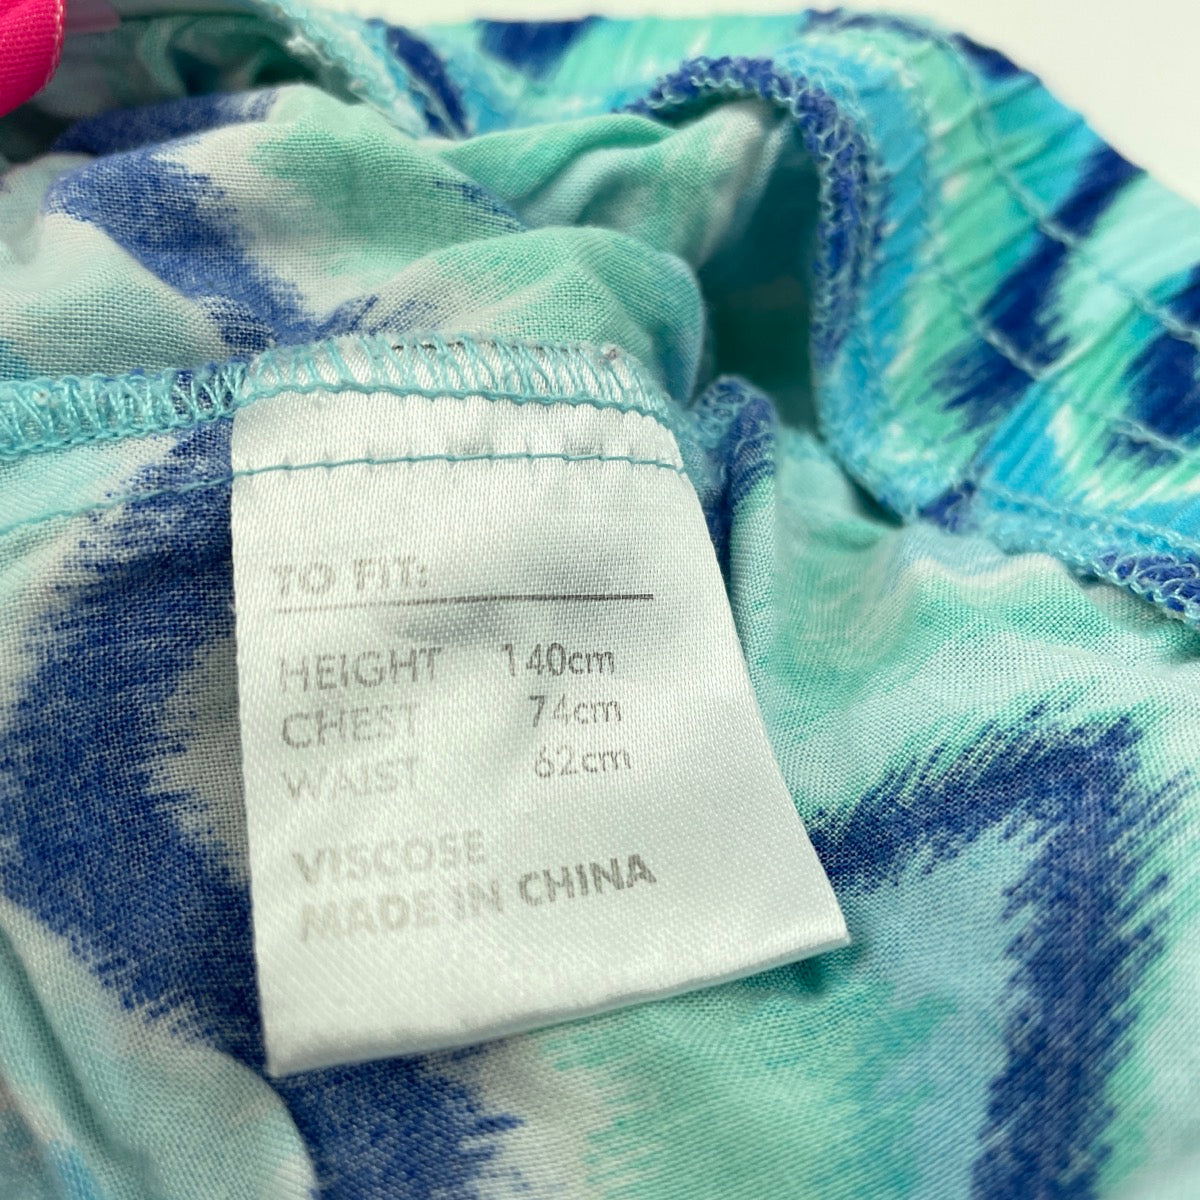 TO FIT:
HEIGHT 140cm
CHEST 74cm
WAIST 62cm
VISCOSE
MADE IN CHINA